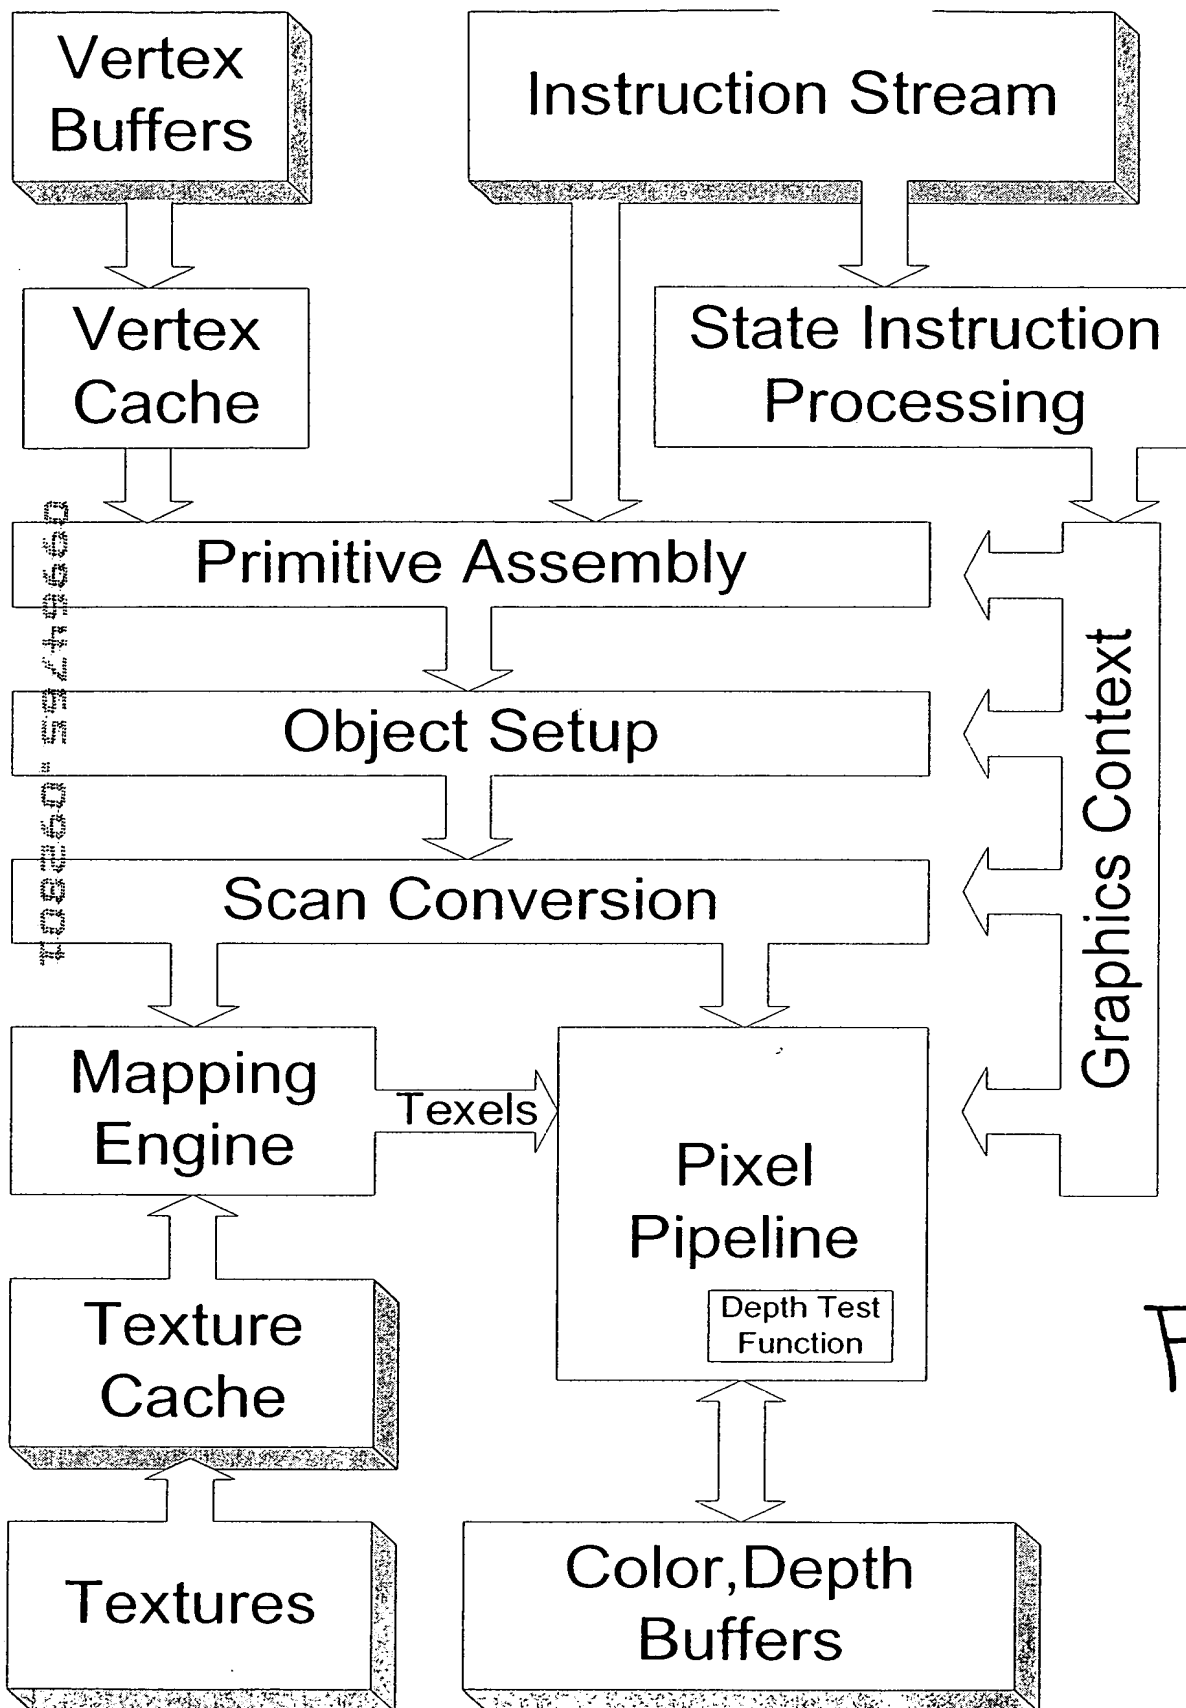 Vertex
Buffers
Instruction Stream
Vertex
Cache
State Instruction
Processing
Primitive Assembly
Object Setup
Scan Conversion
Graphics Context
Mapping
Engine
Texels
Pixel
Pipeline
Depth Test
Function
Texture
Cache
Textures
Color,Depth
Buffers